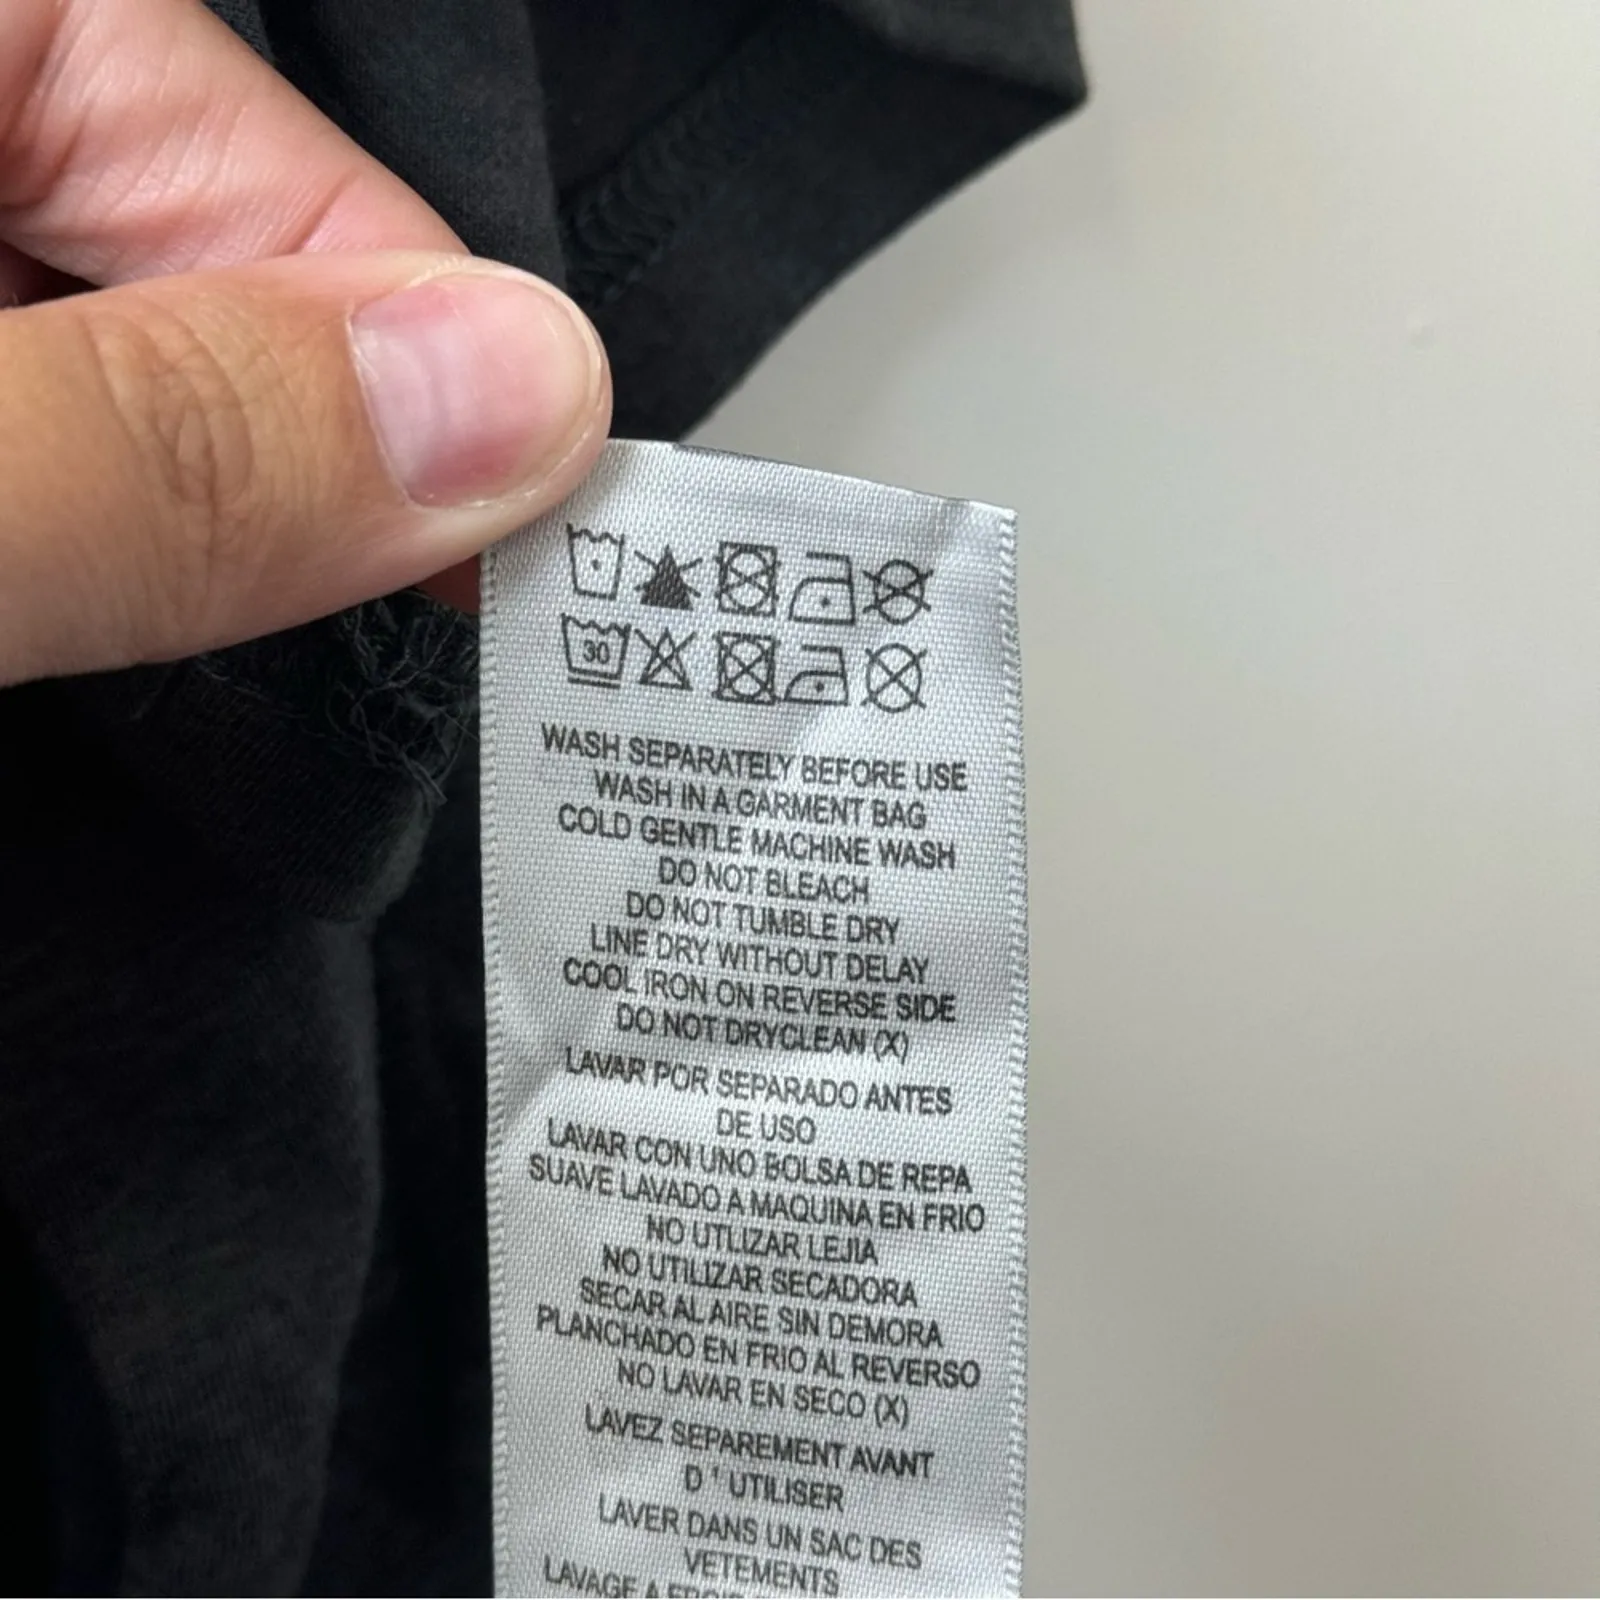 30
WASH SEPARATELY BEFORE USE
WASH IN A GARMENT BAG
COLD GENTLE MACHINE WASH
DO NOT BLEACH
DO NOT TUMBLE DRY
LINE DRY WITHOUT DELAY
COOL IRON ON REVERSE SIDE
DO NOT DRYCLEAN (X)
LAVAR POR SEPARADO ANTES
DE USO
LAVAR CON UNO BOLSA DE REPA
SUAVE LAVADO A MAQUINA EN FRIO
NO UTLIZAR LEJIA
NO UTILIZAR SECADORA
SECAR AL AIRE SIN DEMORA
PLANCHADO EN FRIO AL REVERSO
NO LAVAR EN SECO (X)
LAVEZ SEPAREMENT AVANT
D ' UTILISER
LAVER DANS UN SAC DES
VETEMENTS
LAVAGE A